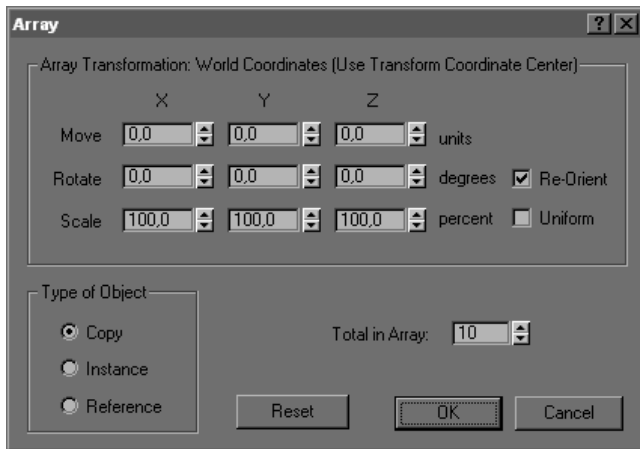 Array
? ×
Array Transformation: World Coordinates (Use Transform Coordinate Center)
X Y Z
Move 0,0 0,0 0,0 units
Rotate 0,0 0,0 0,0 degrees Re-Orient
Scale 100,0 100,0 100,0 percent Uniform
Type of Object
Copy
Total in Array: 10
Instance
Reference
Reset OK Cancel